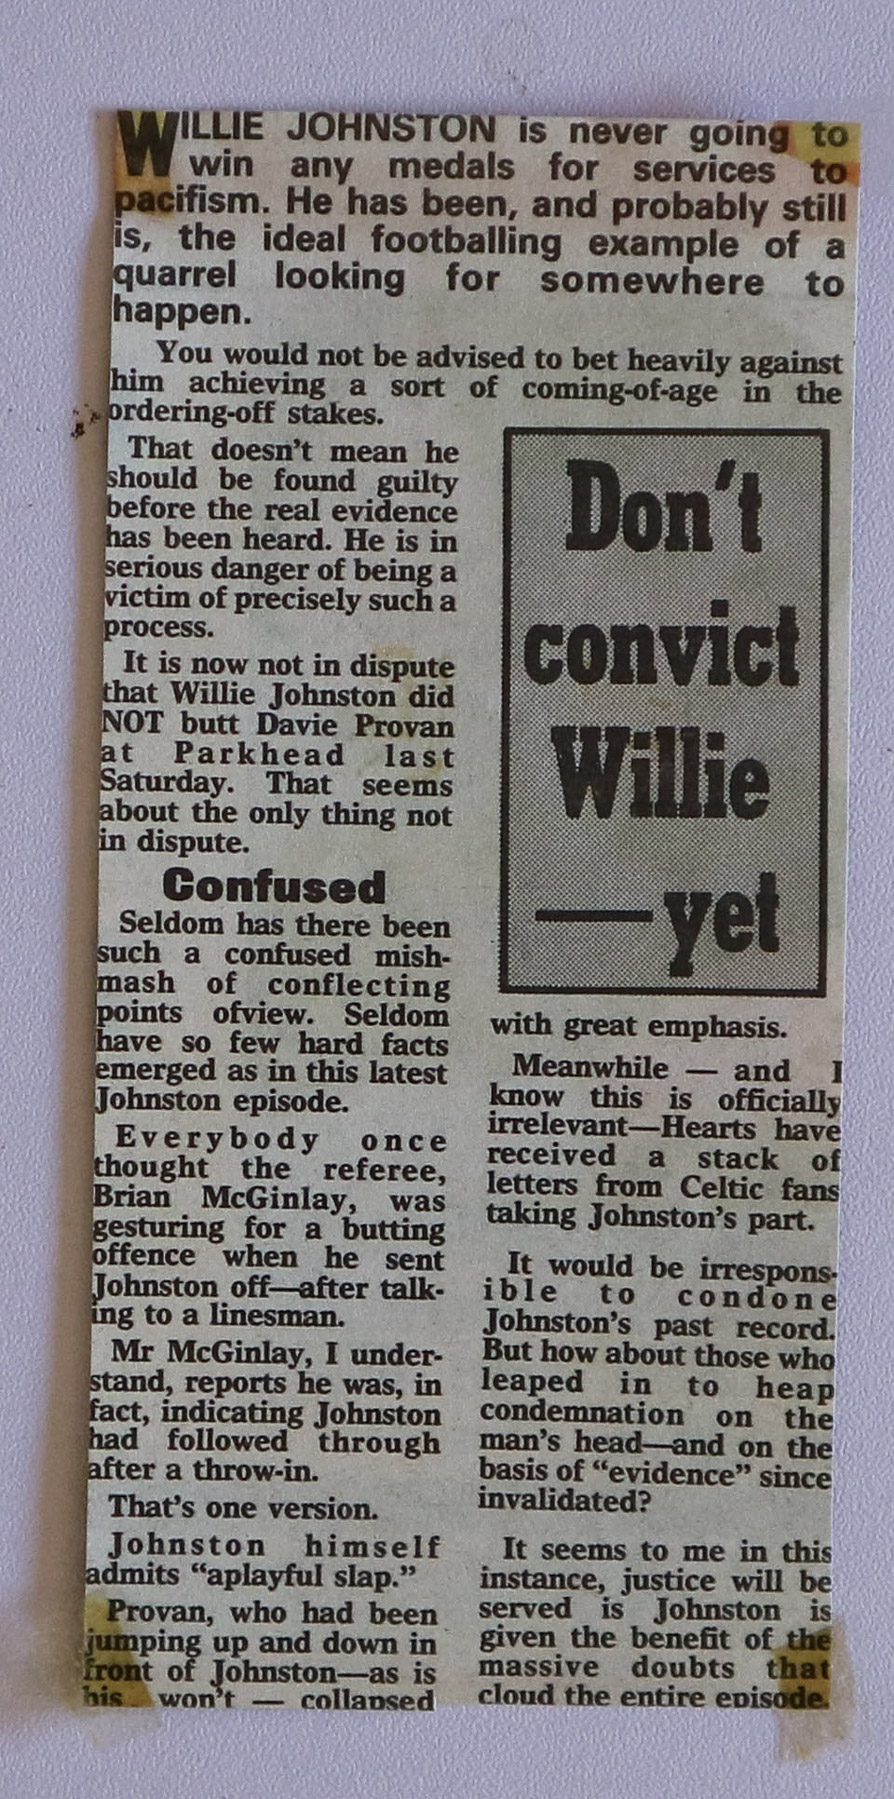 WILLIE JOHNSTON is never going to
win any medals for services to
pacifism. He has been, and probably still
is, the ideal footballing example of a
quarrel looking for somewhere to
happen.
You would not be advised to bet heavily against
him achieving a sort of coming-of-age in the
ordering-off stakes.
That doesn't mean he
should be found guilty
before the real evidence
has been heard. He is in
serious danger of being a
victim of precisely such a
process.
It is now not in dispute
that Willie Johnston did
NOT butt Davie Provan
at Parkhead last
Saturday. That seems
about the only thing not
in dispute.
Confused
Seldom has there been
such a confused mish-
mash of conflecting
points ofview. Seldom
have so few hard facts
emerged as in this latest
Johnston episode.
Everybody once
thought the referee,
Brian McGinlay, was
gesturing for a butting
offence when he sent
Johnston off—after talk-
ing to a linesman.
Mr McGinlay, I under-
stand, reports he was, in
fact, indicating Johnston
had followed through
after a throw-in.
That's one version.
Johnston himself
admits "aplayful slap."
Provan, who had been
jumping up and down in
front of Johnston—as is
his won't — collapsed
Don't
convict
Willie
—yet
with great emphasis.
Meanwhile — and I
know this is officially
irrelevant—Hearts have
received a stack of
letters from Celtic fans
taking Johnston's part.
It would be irrespons-
ible to condone
Johnston's past record.
But how about those who
leaped in to heap
condemnation on the
man's head—and on the
basis of "evidence" since
invalidated?
It seems to me in this
instance, justice will be
served is Johnston is
given the benefit of the
massive doubts that
cloud the entire episode.